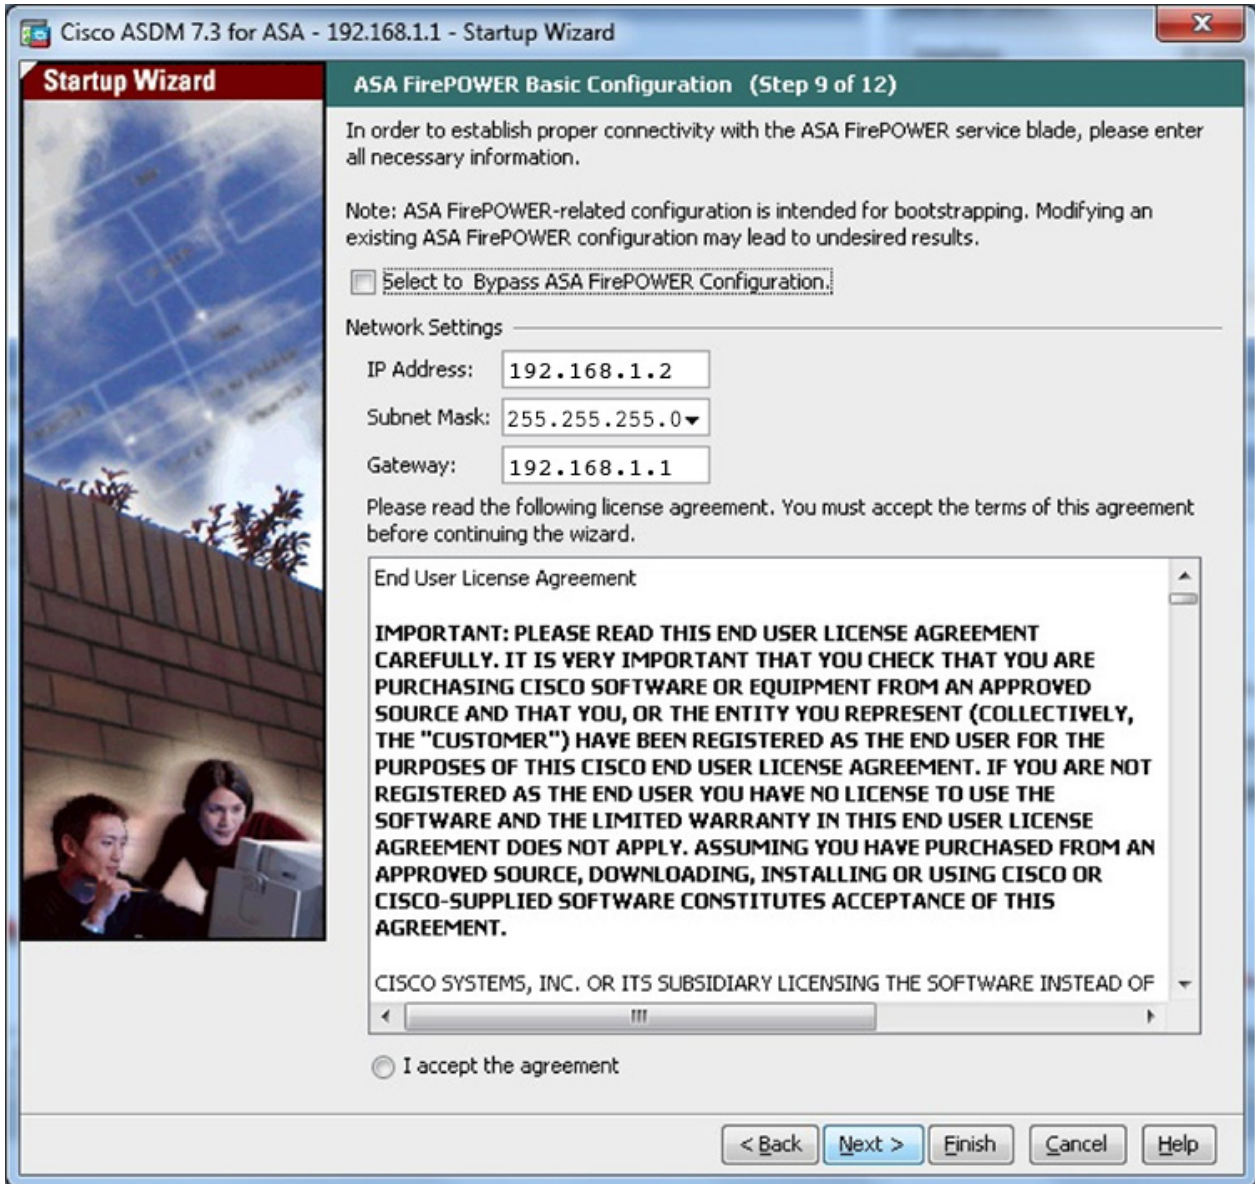 Cisco ASDM 7.3 for ASA - 192.168.1.1 - Startup Wizard
Startup Wizard
ASA FirePOWER Basic Configuration (Step 9 of 12)
In order to establish proper connectivity with the ASA FirePOWER service blade, please enter
all necessary information.
Note: ASA FirePOWER-related configuration is intended for bootstrapping. Modifying an
existing ASA FirePOWER configuration may lead to undesired results.
Select to Bypass ASA FirePOWER Configuration.
Network Settings
IP Address: 192.168.1.2
Subnet Mask: 255.255.255.0
Gateway: 192.168.1.1
Please read the following license agreement. You must accept the terms of this agreement
before continuing the wizard.
End User License Agreement
IMPORTANT: PLEASE READ THIS END USER LICENSE AGREEMENT
CAREFULLY. IT IS VERY IMPORTANT THAT YOU CHECK THAT YOU ARE
PURCHASING CISCO SOFTWARE OR EQUIPMENT FROM AN APPROVED
SOURCE AND THAT YOU, OR THE ENTITY YOU REPRESENT (COLLECTIVELY,
THE "CUSTOMER") HAVE BEEN REGISTERED AS THE END USER FOR THE
PURPOSES OF THIS CISCO END USER LICENSE AGREEMENT. IF YOU ARE NOT
REGISTERED AS THE END USER YOU HAVE NO LICENSE TO USE THE
SOFTWARE AND THE LIMITED WARRANTY IN THIS END USER LICENSE
AGREEMENT DOES NOT APPLY. ASSUMING YOU HAVE PURCHASED FROM AN
APPROVED SOURCE, DOWNLOADING, INSTALLING OR USING CISCO OR
CISCO-SUPPLIED SOFTWARE CONSTITUTES ACCEPTANCE OF THIS
AGREEMENT.
CISCO SYSTEMS, INC. OR ITS SUBSIDIARY LICENSING THE SOFTWARE INSTEAD OF
I accept the agreement
< Back Next > Finish Cancel Help